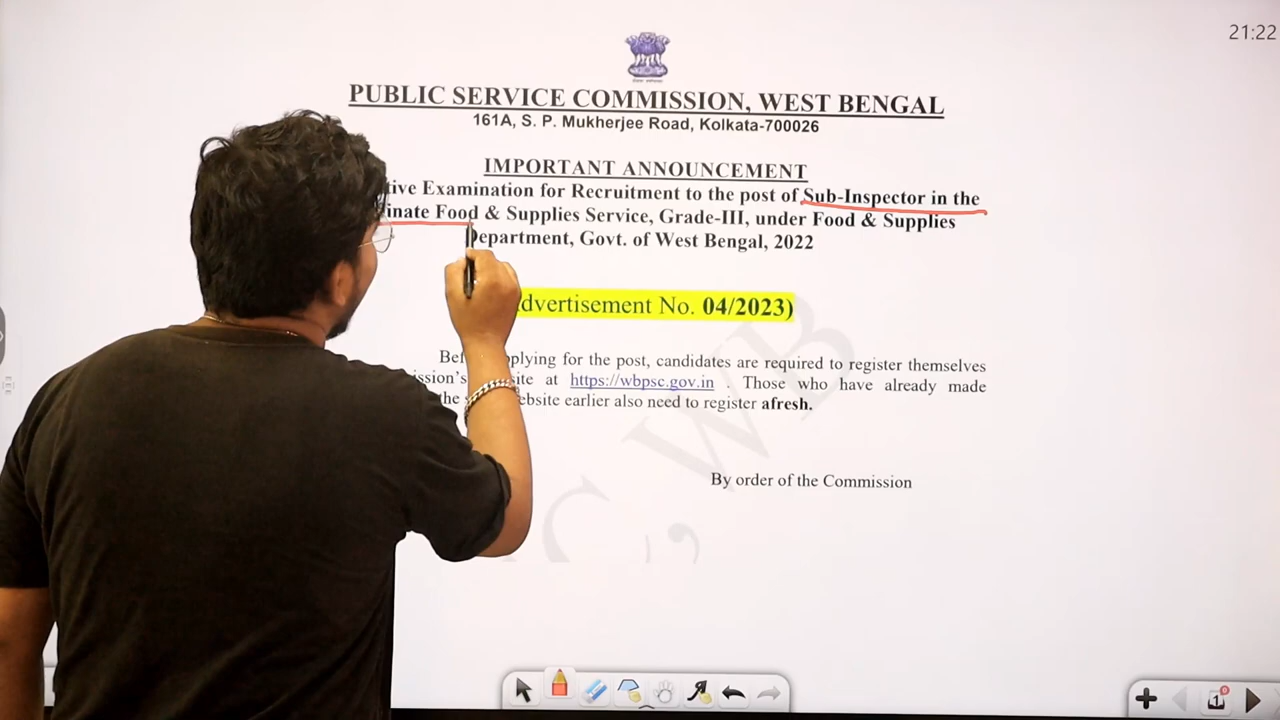 21:22
PUBLIC SERVICE COMMISSION, WEST BENGAL
161A, S. P. Mukherjee Road, Kolkata-700026
IMPORTANT ANNOUNCEMENT
tive Examination for Recruitment to the post of Sub-Inspector in the
inate Food & Supplies Service, Grade-III, under Food & Supplies
Department, Govt. of West Bengal, 2022
dvertisement No. 04/2023)
Bef pplying for the post, candidates are required to register themselves
ission's site at https://wbpsc.gov.in . Those who have already made
the ebsite earlier also need to register afresh.
By order of the Commission
C, WB
1